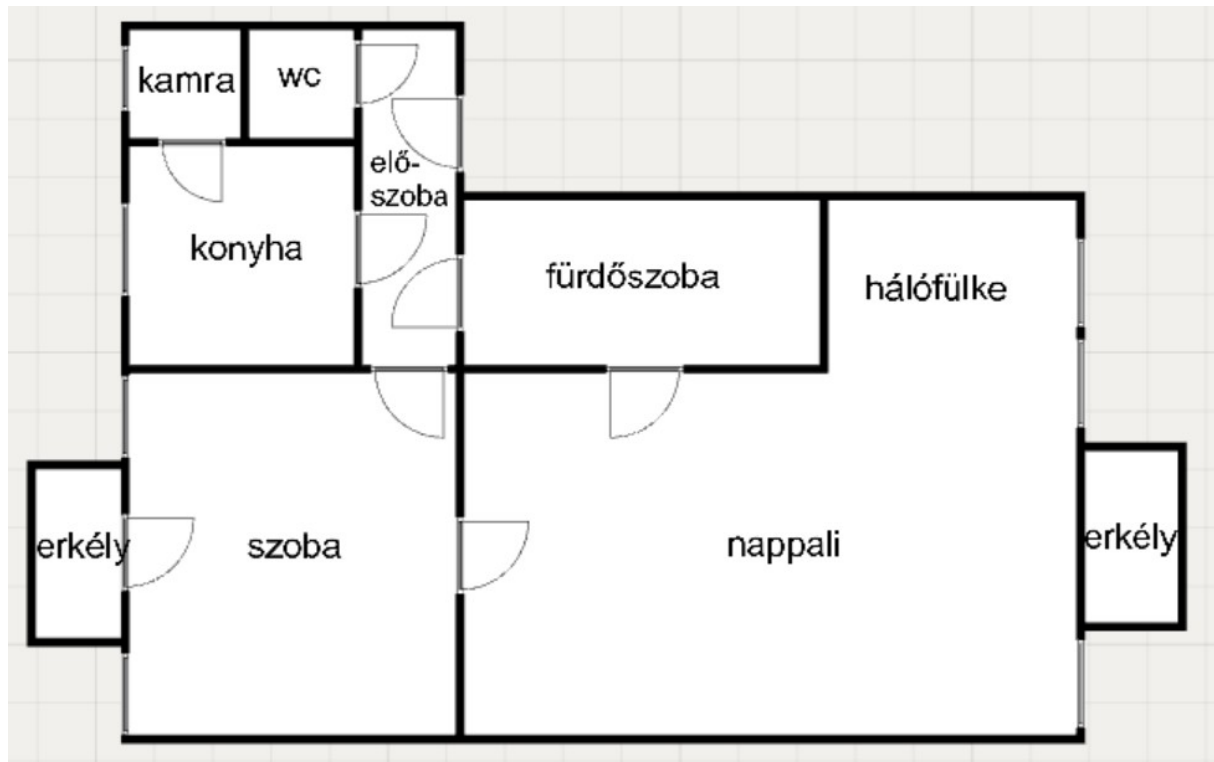 kamra
wc
elő-
szoba
konyha
fürdőszoba
hálófülke
erkély
szoba
nappali
erkély